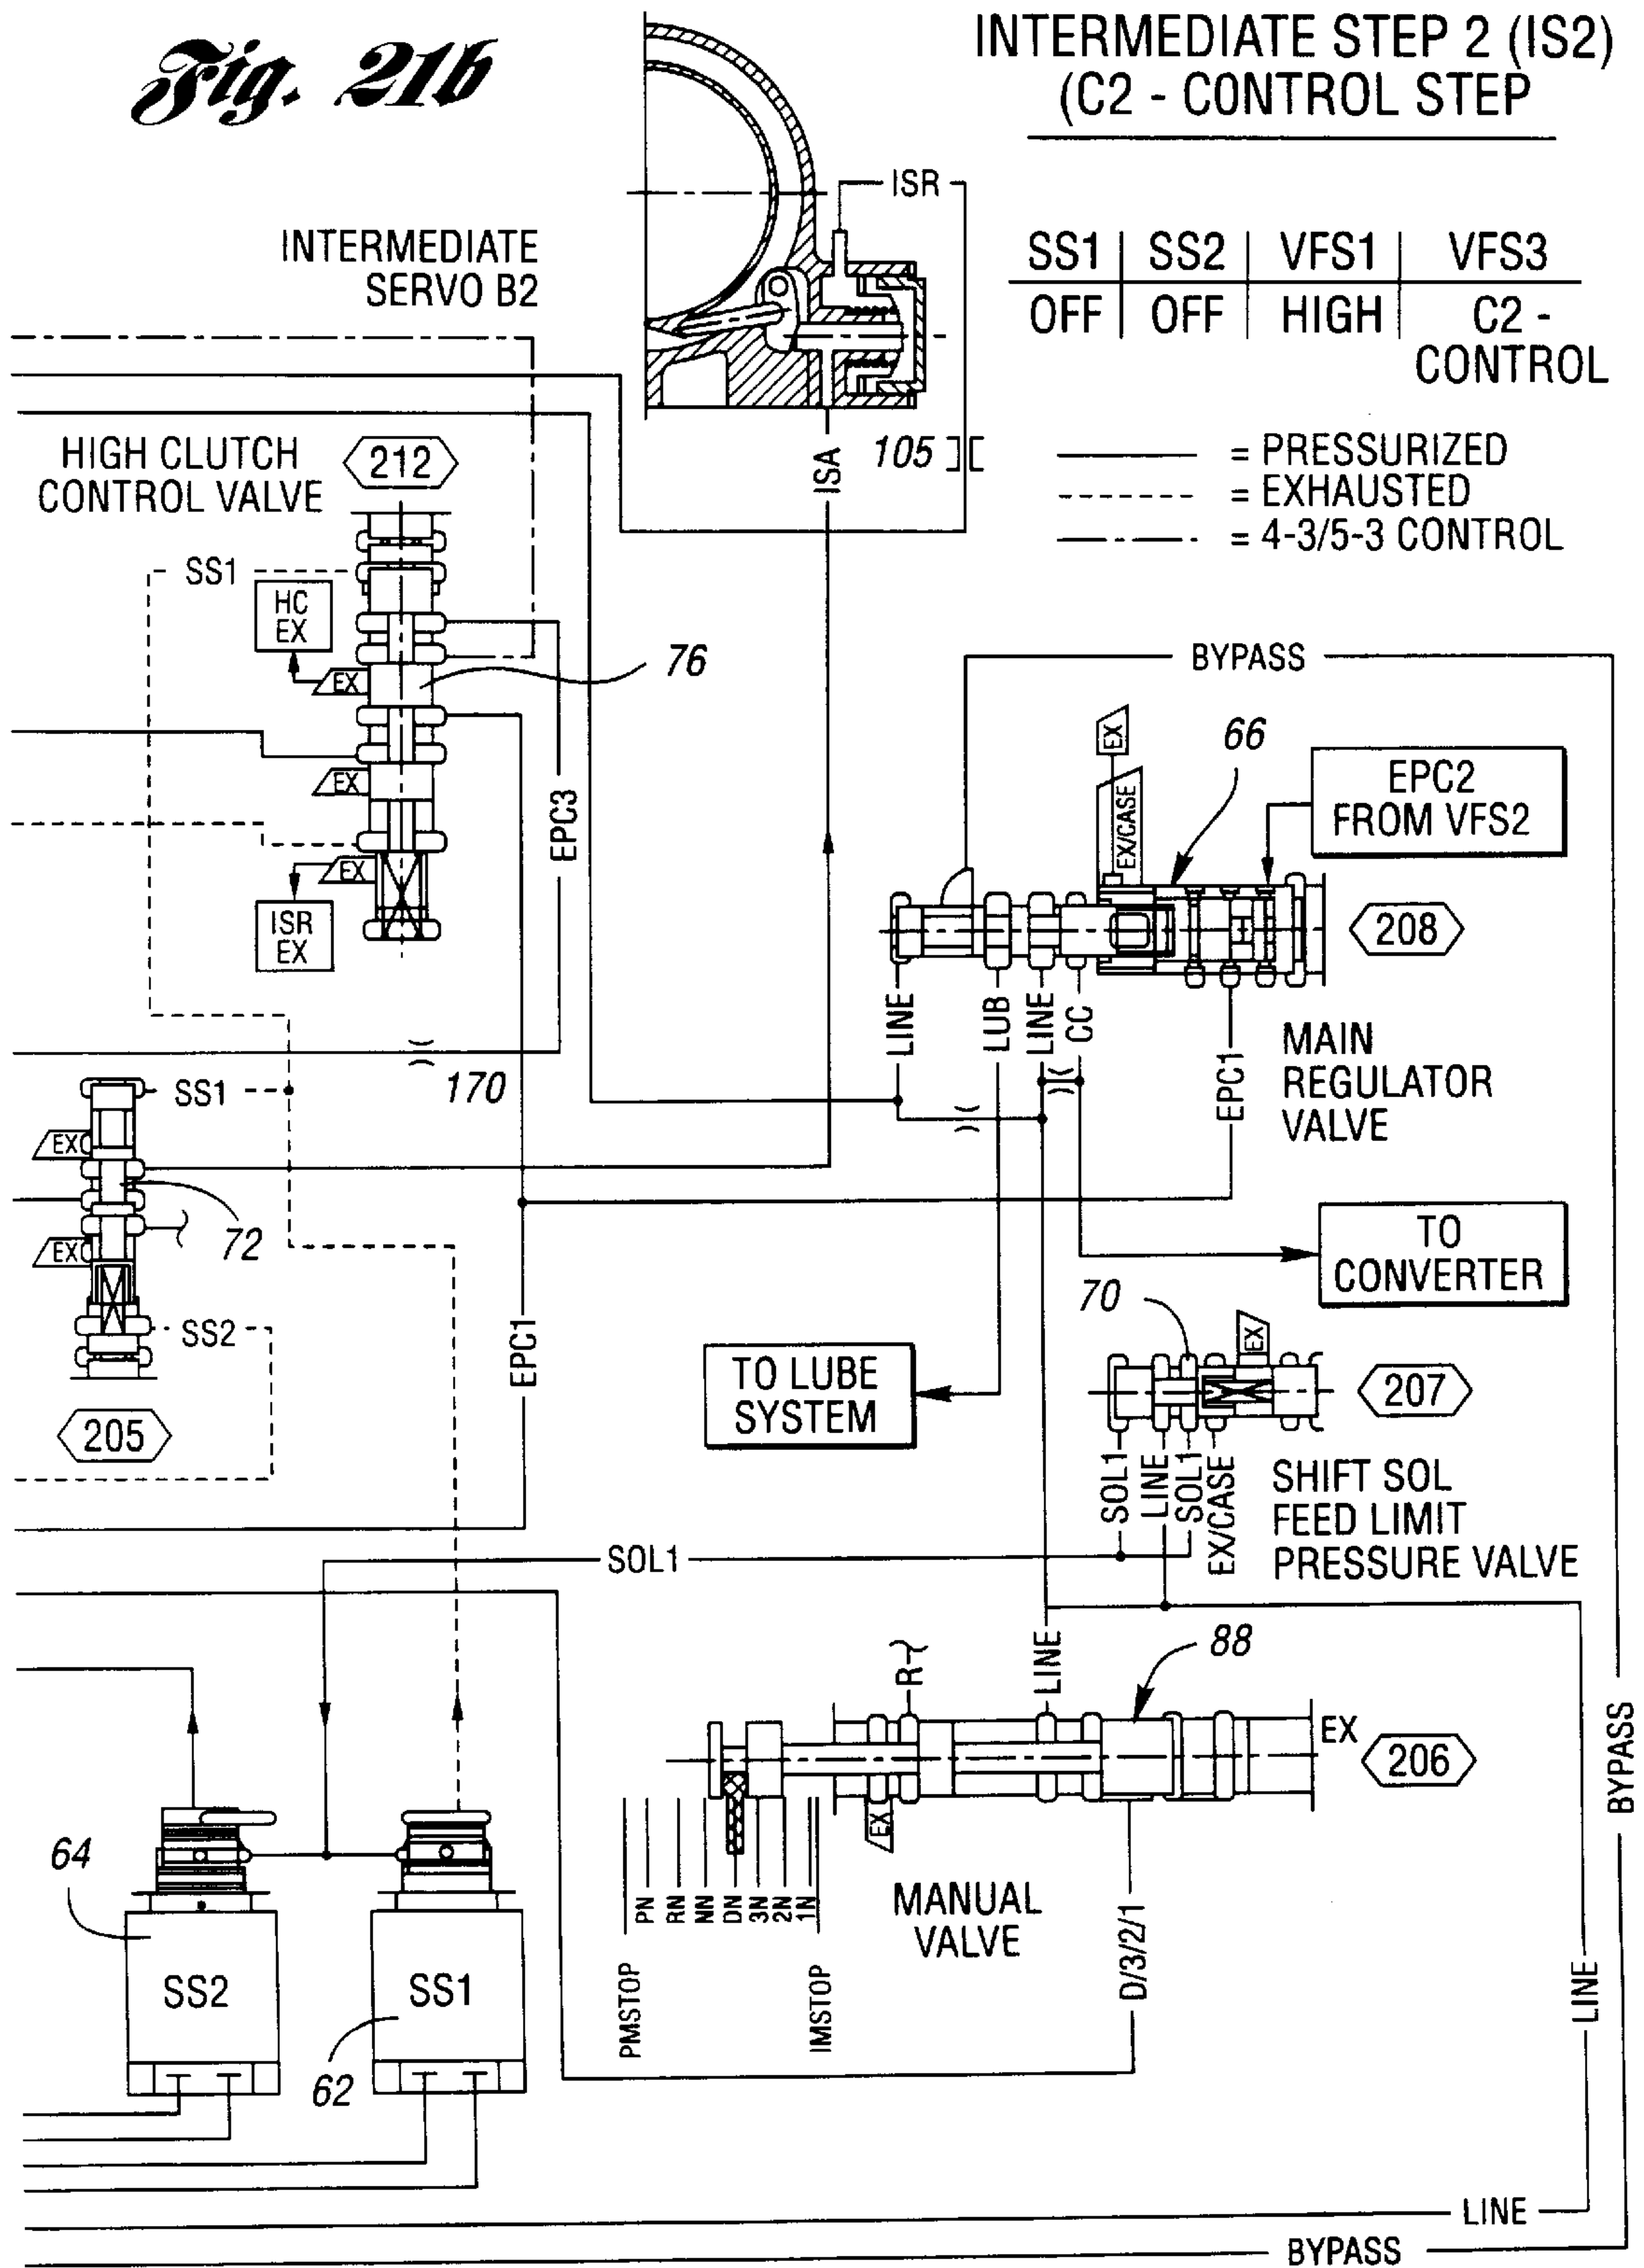 Fig. 21b
INTERMEDIATE STEP 2 (IS2)
(C2 - CONTROL STEP
ISR
INTERMEDIATE
SERVO B2
SS1 SS2 VFS1 VFS3
OFF OFF HIGH C2 -
CONTROL
105
ISA
= PRESSURIZED
= EXHAUSTED
= 4-3/5-3 CONTROL
HIGH CLUTCH
CONTROL VALVE
212
SS1
HC
EX
EX
76
EX
EX
ISR
EX
EPC3
BYPASS
EX
EX/CASE
66
EPC2
FROM VFS2
208
LINE
LUB
LINE
CC
EPC1
MAIN
REGULATOR
VALVE
170
SS1
EX
72
EX
SS2
205
EPC1
TO
CONVERTER
TO LUBE
SYSTEM
70
EX
207
SOL1
LINE
SOL1
EX/CASE
SHIFT SOL
FEED LIMIT
PRESSURE VALVE
SOL1
R
LINE
88
EX
206
EX
BYPASS
64
SS2
SS1
62
PMSTOP
PN
RN
NN
DN
3N
2N
1N
IMSTOP
MANUAL
VALVE
D/3/2/1
LINE
LINE
BYPASS